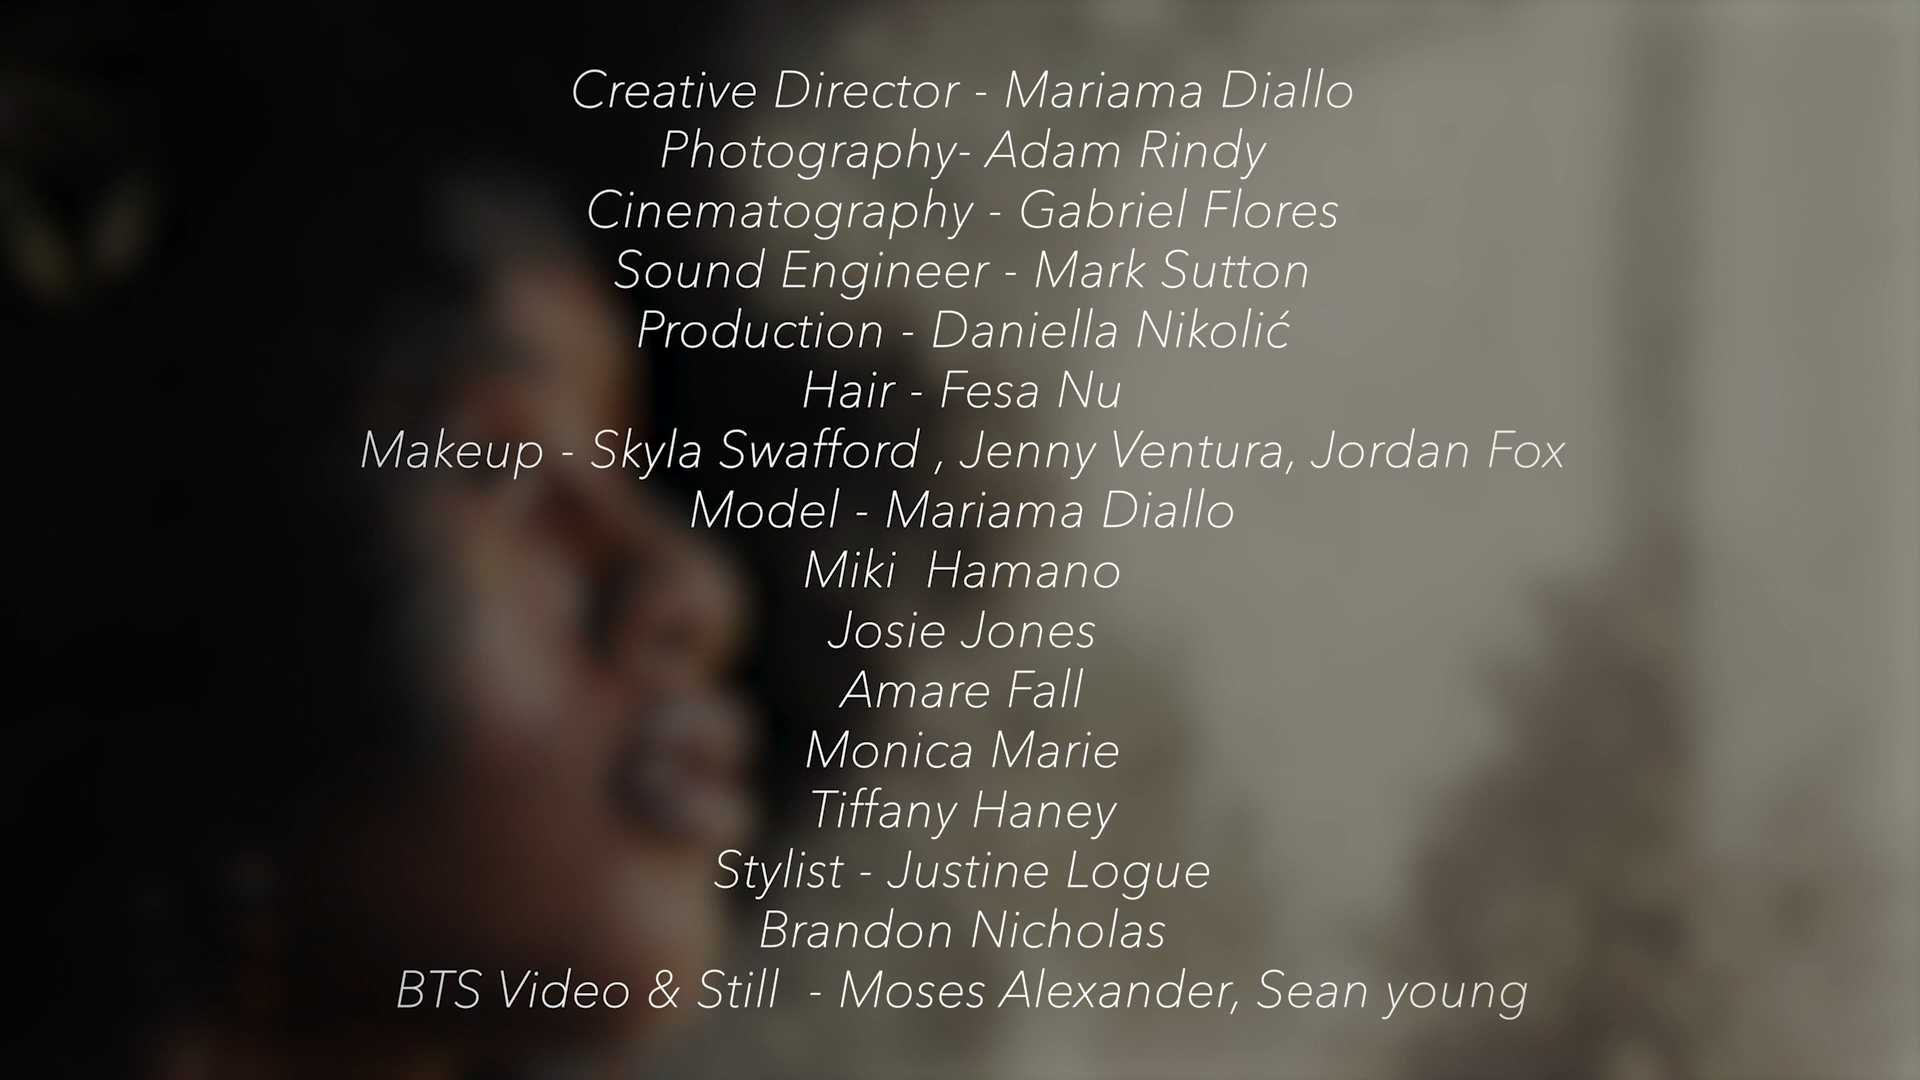 Creative Director - Mariama Diallo
Photography- Adam Rindy
Cinematography - Gabriel Flores
Sound Engineer - Mark Sutton
Production - Daniella Nikolić
Hair - Fesa Nu
Makeup - Skyla Swafford , Jenny Ventura, Jordan Fox
Model - Mariama Diallo
Miki  Hamano
Josie Jones
Amare Fall
Monica Marie
Tiffany Haney
Stylist - Justine Logue
Brandon Nicholas
BTS Video & Still  - Moses Alexander, Sean young